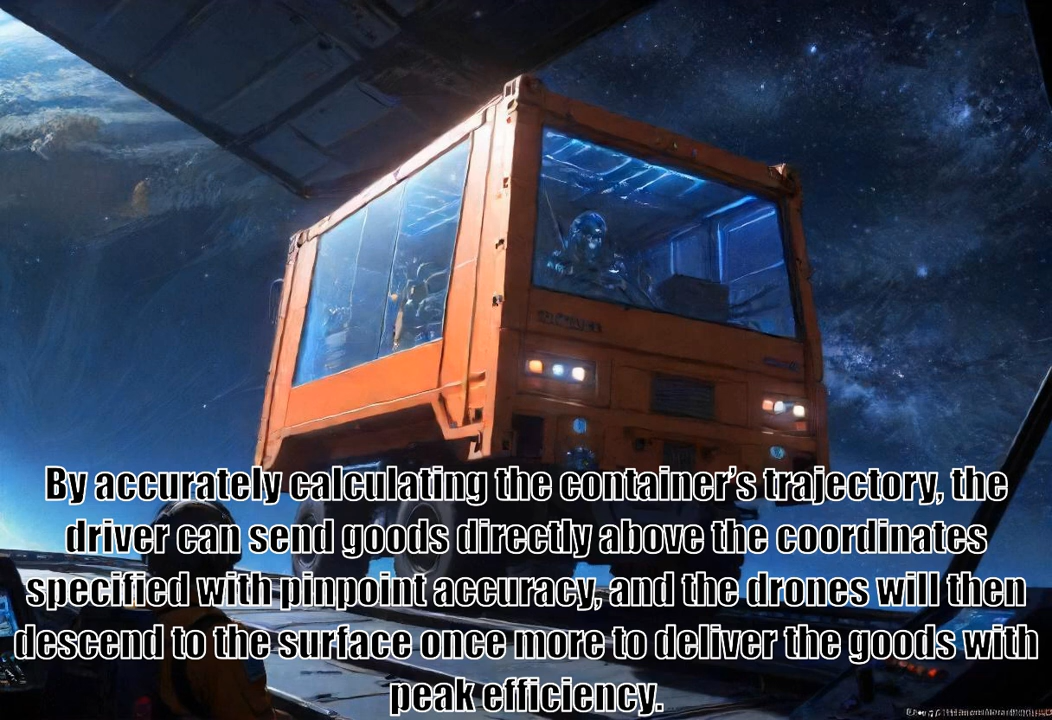 By accurately calculating the container’s trajectory, the
driver can send goods directly above the coordinates
specified with pinpoint accuracy, and the drones will then
descend to the surface once more to deliver the goods with
peak efficiency.